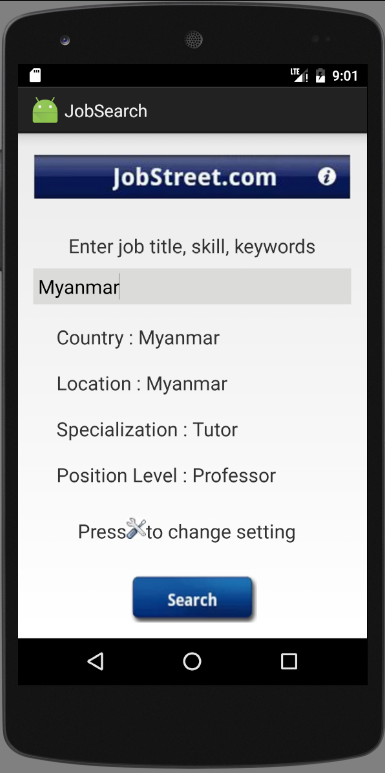 LTE 9:01
JobSearch
JobStreet.com
Enter job title, skill, keywords
Myanmar
Country : Myanmar
Location : Myanmar
Specialization : Tutor
Position Level : Professor
Press to change setting
Search